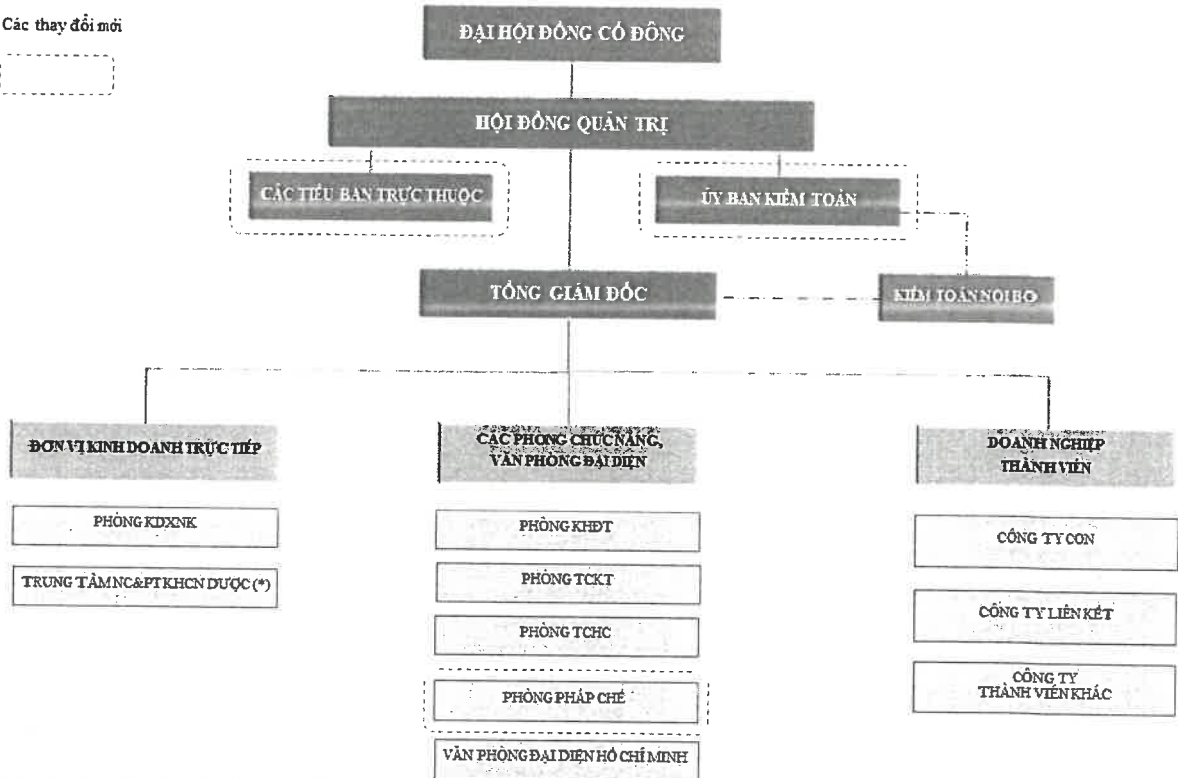 Các thay đổi mới
ĐẠI HỘI ĐỒNG CỔ ĐÔNG
HỘI ĐỒNG QUẢN TRỊ
CÁC TIỂU BAN TRỰC THUỘC
ỦY BAN KIỂM TOÁN
TỔNG GIÁM ĐỐC
KIỂM TOÁN NỘI BỘ
ĐƠN VỊ KINH DOANH TRỰC TIẾP
CÁC PHÒNG CHỨC NĂNG,
VĂN PHÒNG ĐẠI DIỆN
DOANH NGHIỆP
THÀNH VIÊN
PHÒNG KDXNK
TRUNG TÂM NC&PT KHCN DƯỢC (*)
PHÒNG KHĐT
PHÒNG TCKT
PHÒNG TCHC
PHÒNG PHÁP CHẾ
VĂN PHÒNG ĐẠI DIỆN HỒ CHÍ MINH
CÔNG TY CON
CÔNG TY LIÊN KẾT
CÔNG TY
THÀNH VIÊN KHÁC